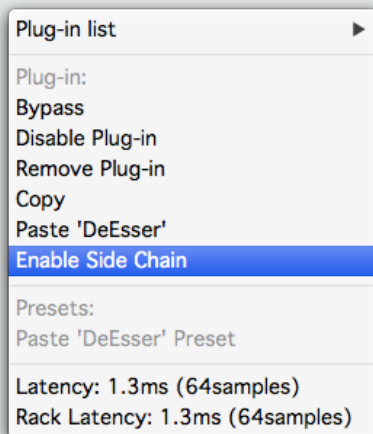 Plug-in list
Plug-in:
Bypass
Disable Plug-in
Remove Plug-in
Copy
Paste 'DeEsser'
Enable Side Chain
Presets:
Paste 'DeEsser' Preset
Latency: 1.3ms (64samples)
Rack Latency: 1.3ms (64samples)